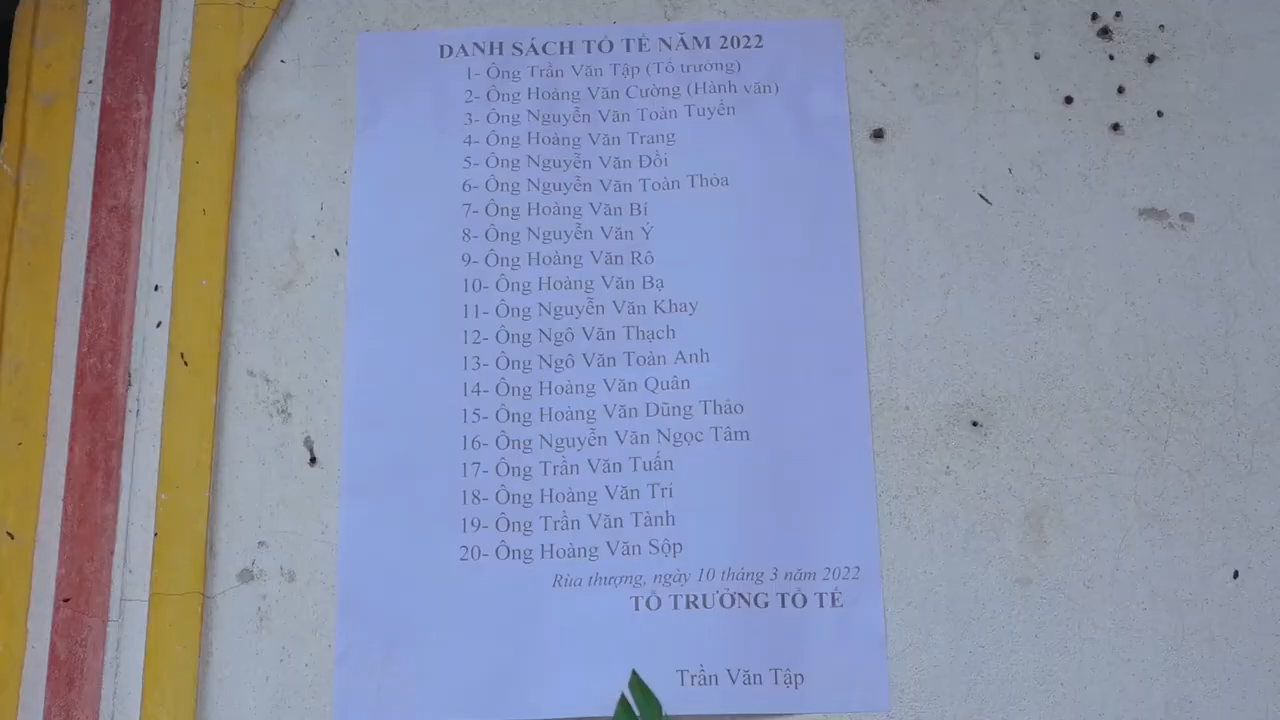 DANH SÁCH TỔ TẾ NĂM 2022
1- Ông Trần Văn Tập (Tổ trưởng)
2- Ông Hoàng Văn Cường (Hành văn)
3- Ông Nguyễn Văn Toàn Tuyển
4- Ông Hoàng Văn Trang
5- Ông Nguyễn Văn Đồi
6- Ông Nguyễn Văn Toàn Thỏa
7- Ông Hoàng Văn Bí
8- Ông Nguyễn Văn Ý
9- Ông Hoàng Văn Rô
10- Ông Hoàng Văn Bạ
11- Ông Nguyễn Văn Khay
12- Ông Ngô Văn Thạch
13- Ông Ngô Văn Toàn Anh
14- Ông Hoàng Văn Quân
15- Ông Hoàng Văn Dũng Thảo
16- Ông Nguyễn Văn Ngọc Tâm
17- Ông Trần Văn Tuấn
18- Ông Hoàng Văn Tri
19- Ông Trần Văn Tành
20- Ông Hoàng Văn Sộp
Rùa thượng, ngày 10 tháng 3 năm 2022
TỔ TRƯỞNG TỔ TẾ
Trần Văn Tập